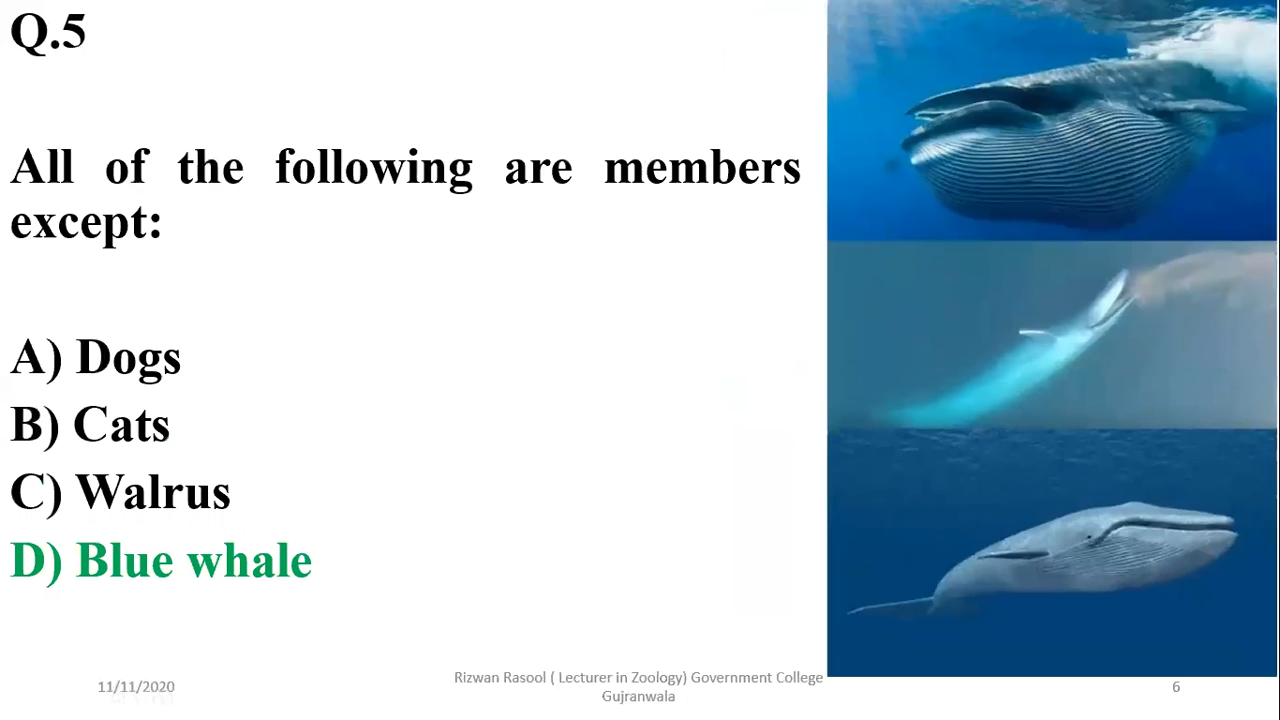 Q.5
All of the following are members
except:
A) Dogs
B) Cats
C) Walrus
D) Blue whale
11/11/2020
Rizwan Rasool ( Lecturer in Zoology) Government College
Gujranwala
6